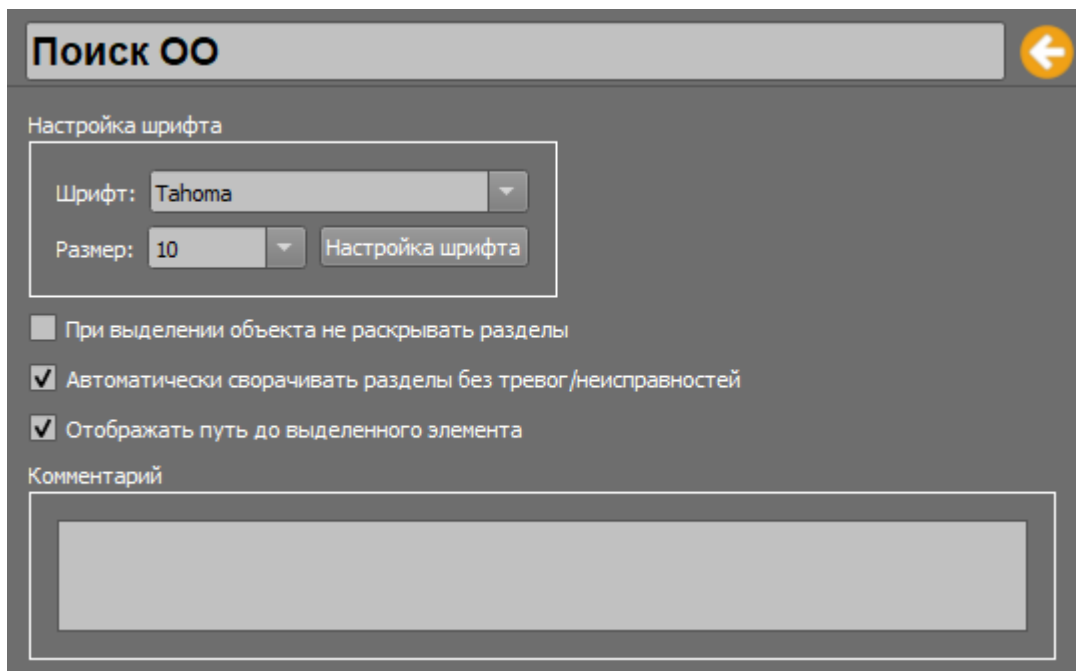 Поиск ОО
Настройка шрифта
Шрифт: Tahoma
Размер: 10 Настройка шрифта
При выделении объекта не раскрывать разделы
Автоматически сворачивать разделы без тревог/неисправностей
Отображать путь до выделенного элемента
Комментарий